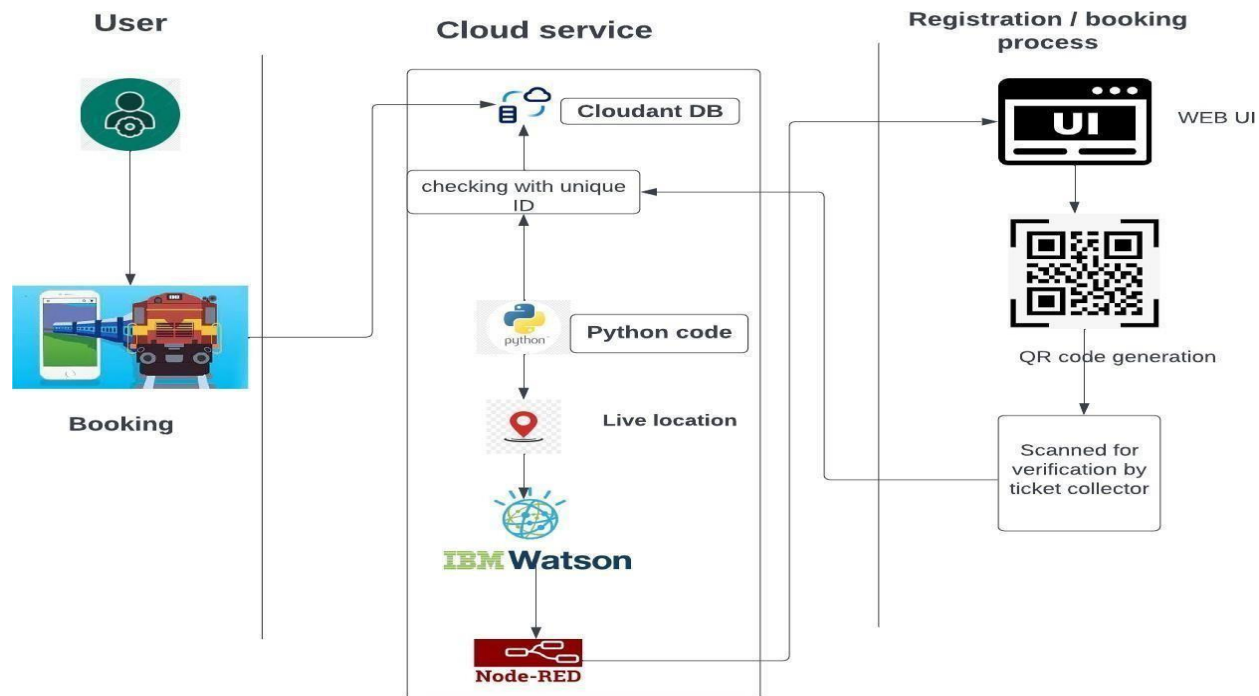 User
Cloud service
Registration / booking
process
Cloudant DB
UI
WEB UI
checking with unique
ID
python
Python code
QR code generation
Booking
Live location
Scanned for
verification by
ticket collector
IBM Watson
Node-RED